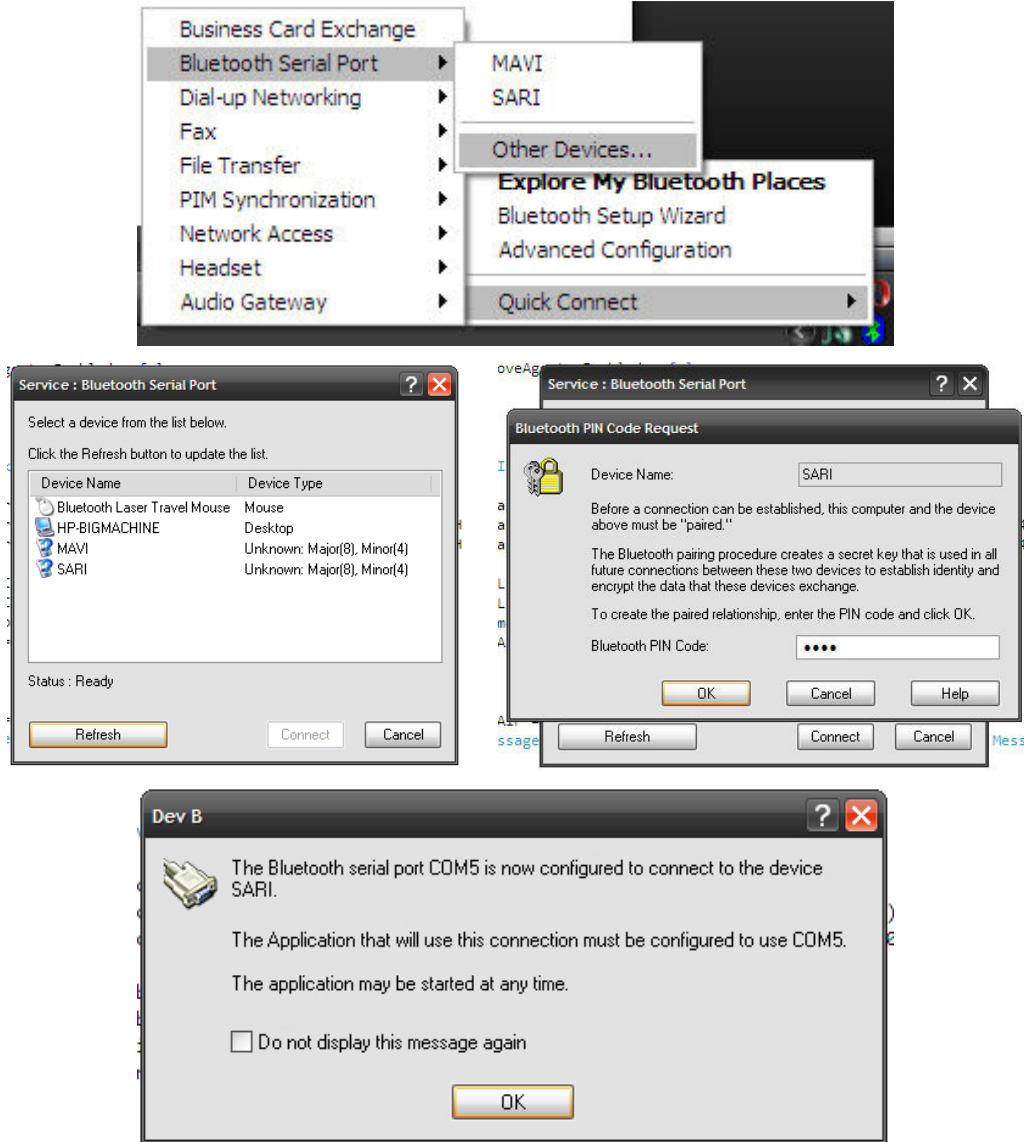 Business Card Exchange
Bluetooth Serial Port
Dial-up Networking
Fax
File Transfer
PIM Synchronization
Network Access
Headset
Audio Gateway
MAVI
SARI
Other Devices...
Explore My Bluetooth Places
Bluetooth Setup Wizard
Advanced Configuration
Quick Connect
Service : Bluetooth Serial Port
Select a device from the list below.
Click the Refresh button to update the list.
Device Name Device Type
Bluetooth Laser Travel Mouse Mouse
HP-BIGMACHINE Desktop
MAVI Unknown: Major(8), Minor(4)
SARI Unknown: Major(8), Minor(4)
Status : Ready
Refresh Connect Cancel
oveAg
Service : Bluetooth Serial Port
Bluetooth PIN Code Request
Device Name: SARI
Before a connection can be established, this computer and the device
above must be "paired."
The Bluetooth pairing procedure creates a secret key that is used in all
future connections between these two devices to establish identity and
encrypt the data that these devices exchange.
To create the paired relationship, enter the PIN code and click OK.
Bluetooth PIN Code: ••••
OK Cancel Help
ssage Refresh Connect Cancel Mess
Dev B
The Bluetooth serial port COM5 is now configured to connect to the device
SARI.
The Application that will use this connection must be configured to use COM5.
The application may be started at any time.
Do not display this message again
OK